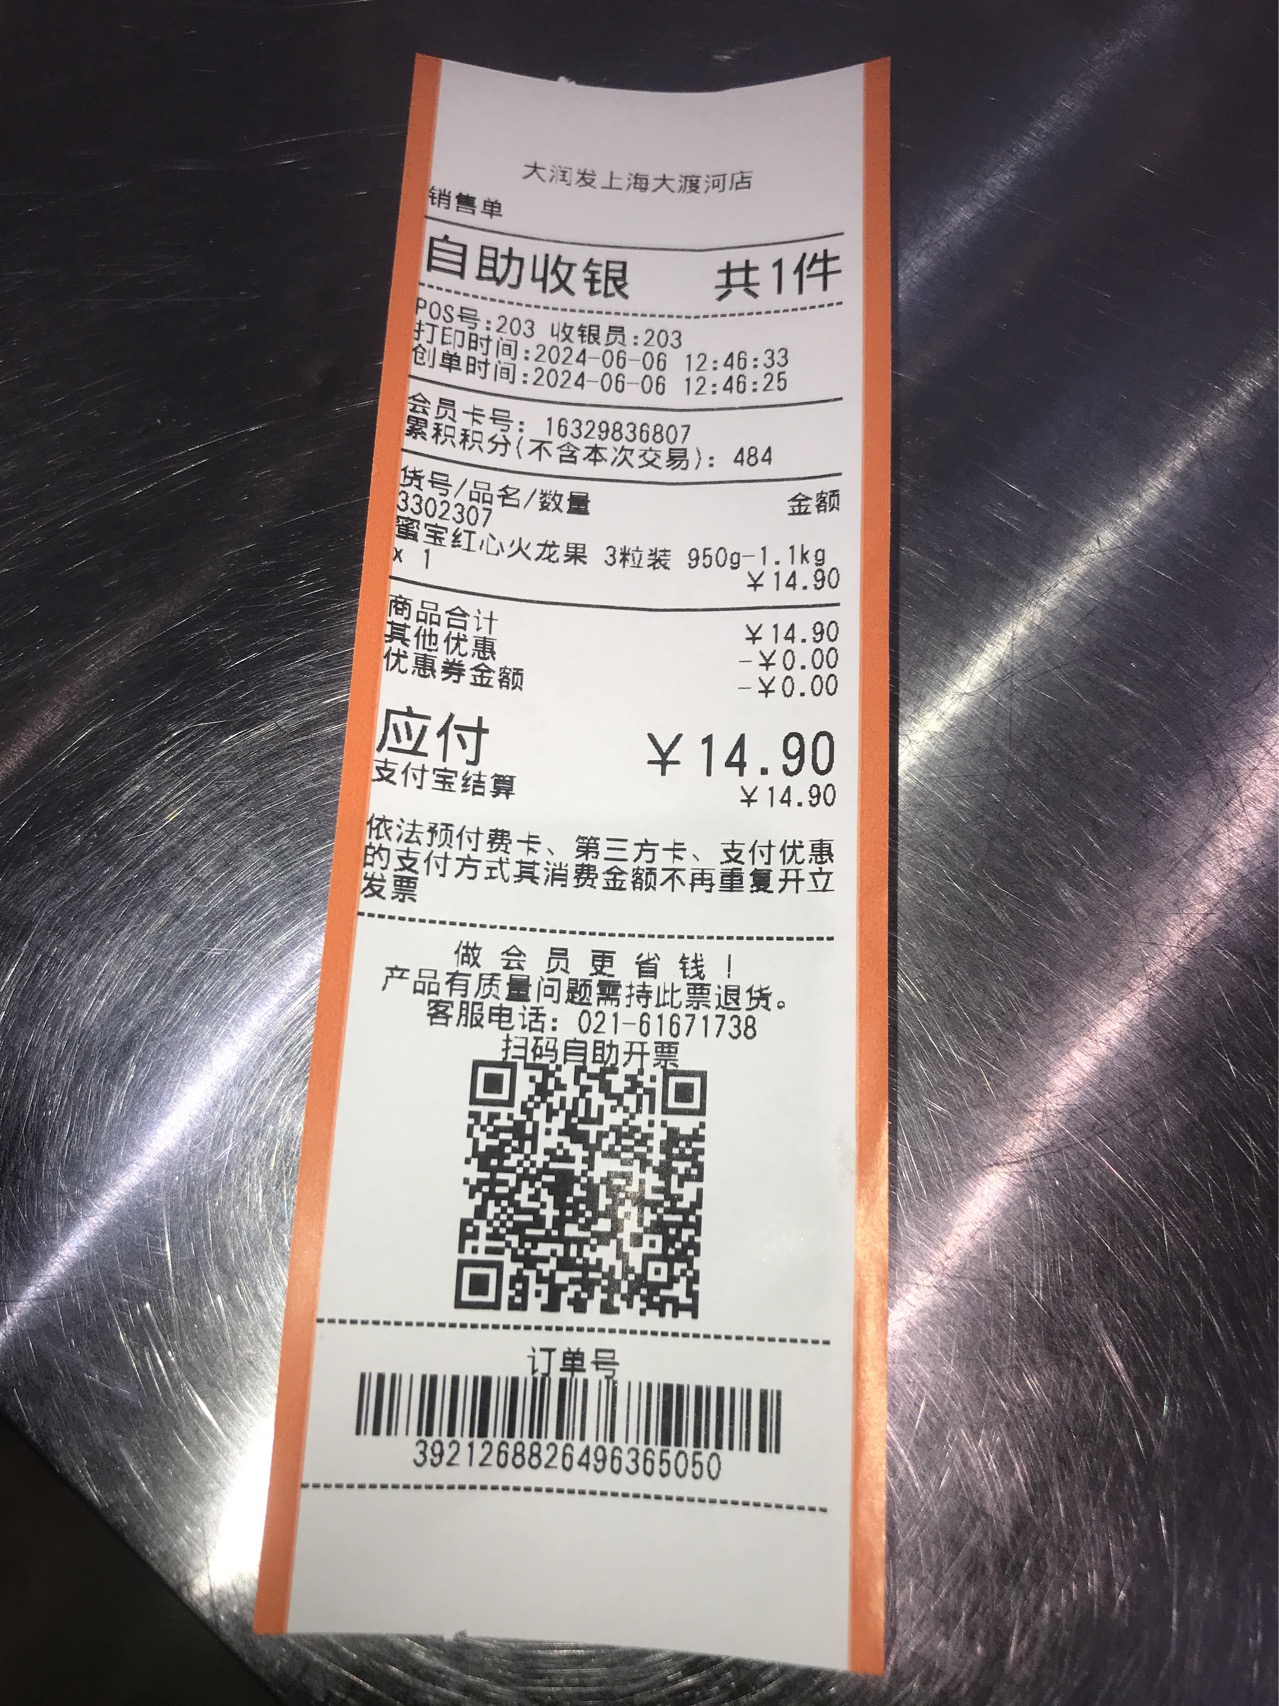 大润发上海大渡河店
销售单
自助收银 共1件
POS号:203 收银员:203
打印时间:2024-06-06 12:46:33
创单时间:2024-06-06 12:46:25
会员卡号: 16329836807
累积积分(不含本次交易): 484
货号/品名/数量 金额
3302307
蜜宝红心火龙果 3粒装 950g-1.1kg
x 1 ￥14.90
商品合计 ￥14.90
其他优惠 -￥0.00
优惠券金额 -￥0.00
应付 ￥14.90
支付宝结算 ￥14.90
依法预付费卡、第三方卡、支付优惠
的支付方式其消费金额不再重复开立
发票
做会员更省钱!
产品有质量问题需持此票退货。
客服电话: 021-61671738
扫码自助开票
订单号
3921268826496365050